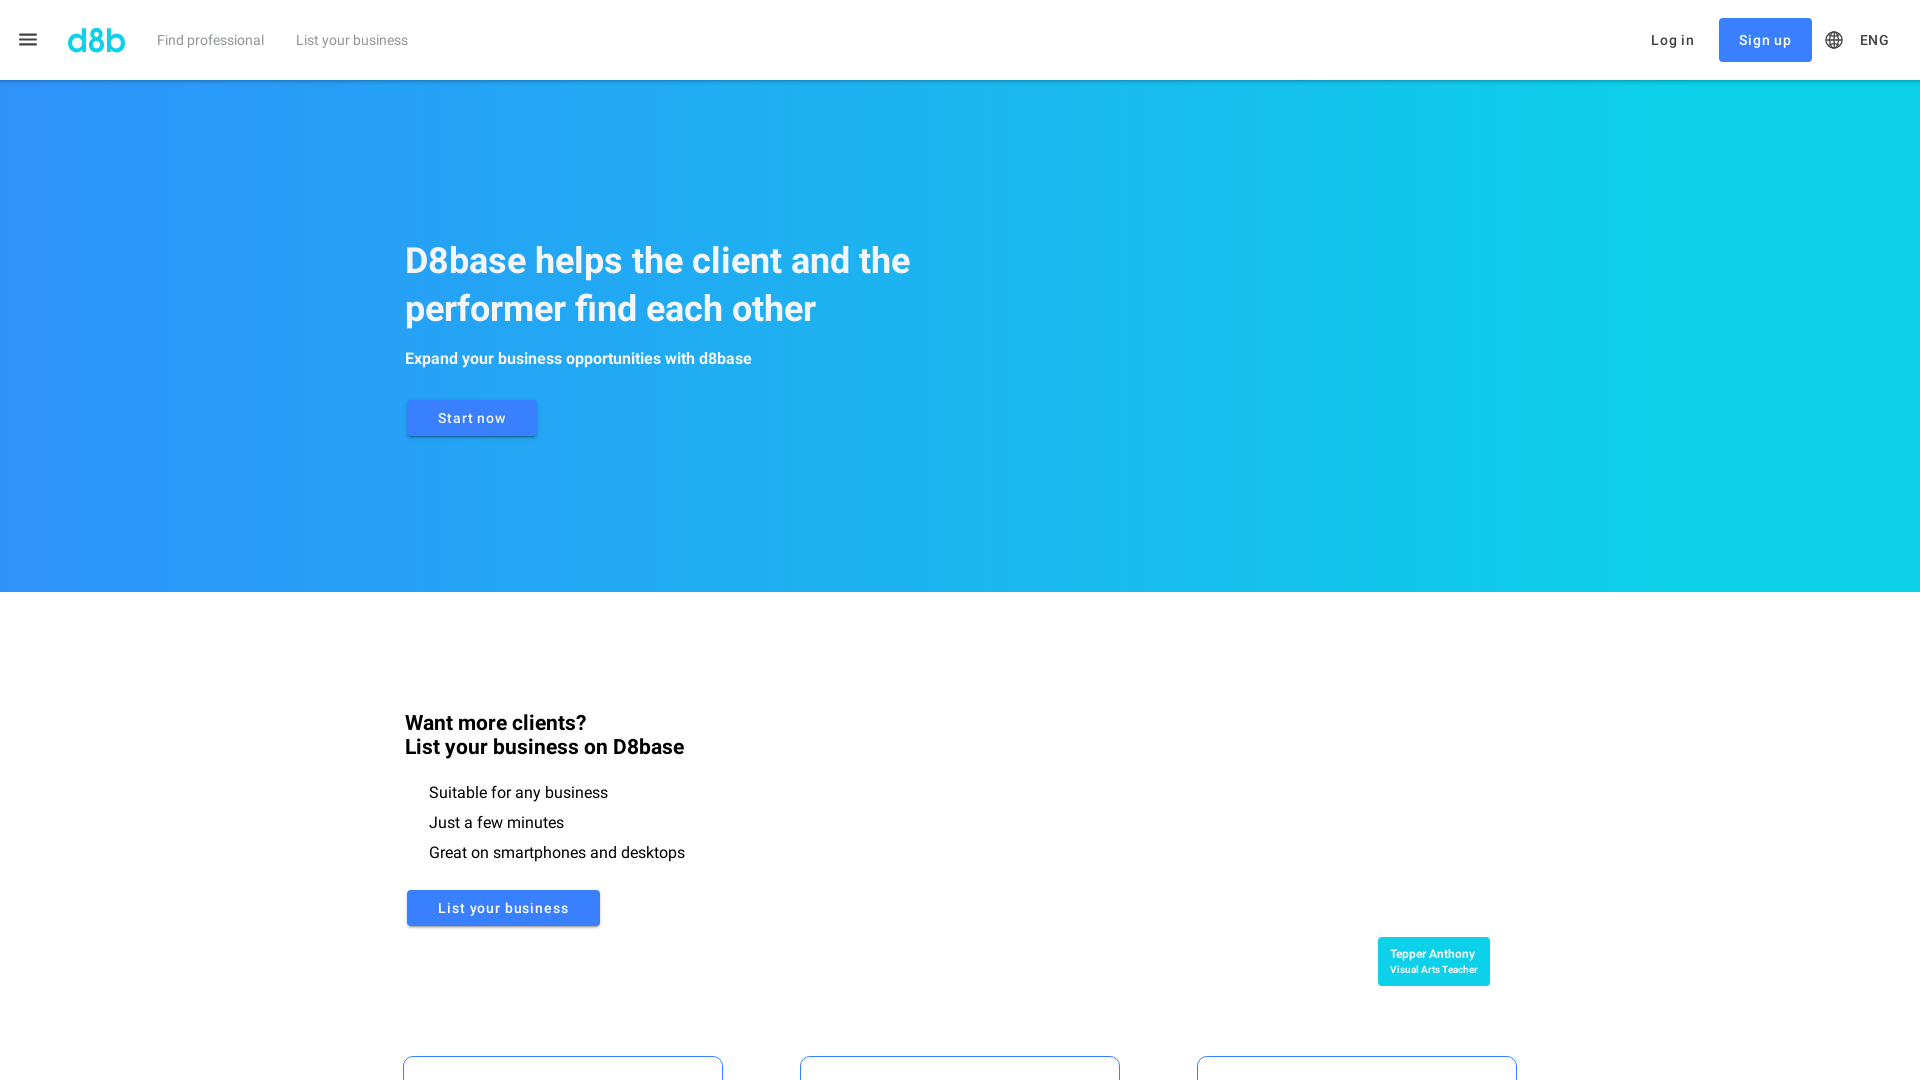 d8b
Find professional
List your business
Log in
Sign up
ENG
D8base helps the client and the
performer find each other
Expand your business opportunities with d8base
Start now
Want more clients?
List your business on D8base
Suitable for any business
Just a few minutes
Great on smartphones and desktops
List your business
Tepper Anthony
Visual Arts Teacher